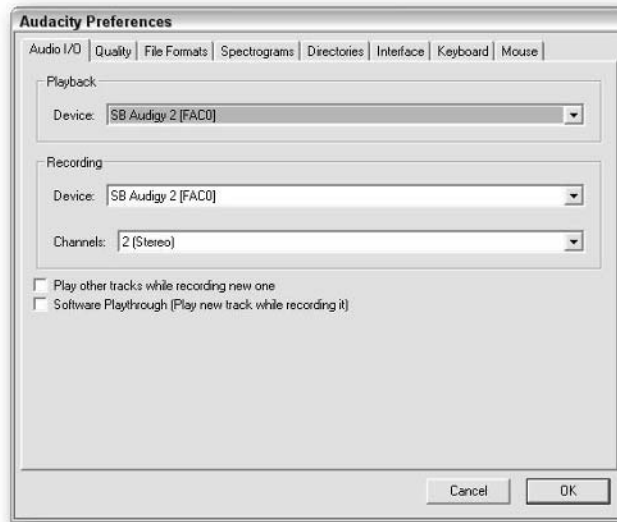 Audacity Preferences
Audio I/O Quality File Formats Spectrograms Directories Interface Keyboard Mouse
Playback
Device: SB Audigy 2 [FAC0]
Recording
Device: SB Audigy 2 [FAC0]
Channels: 2 (Stereo)
Play other tracks while recording new one
Software Playthrough (Play new track while recording it)
Cancel OK